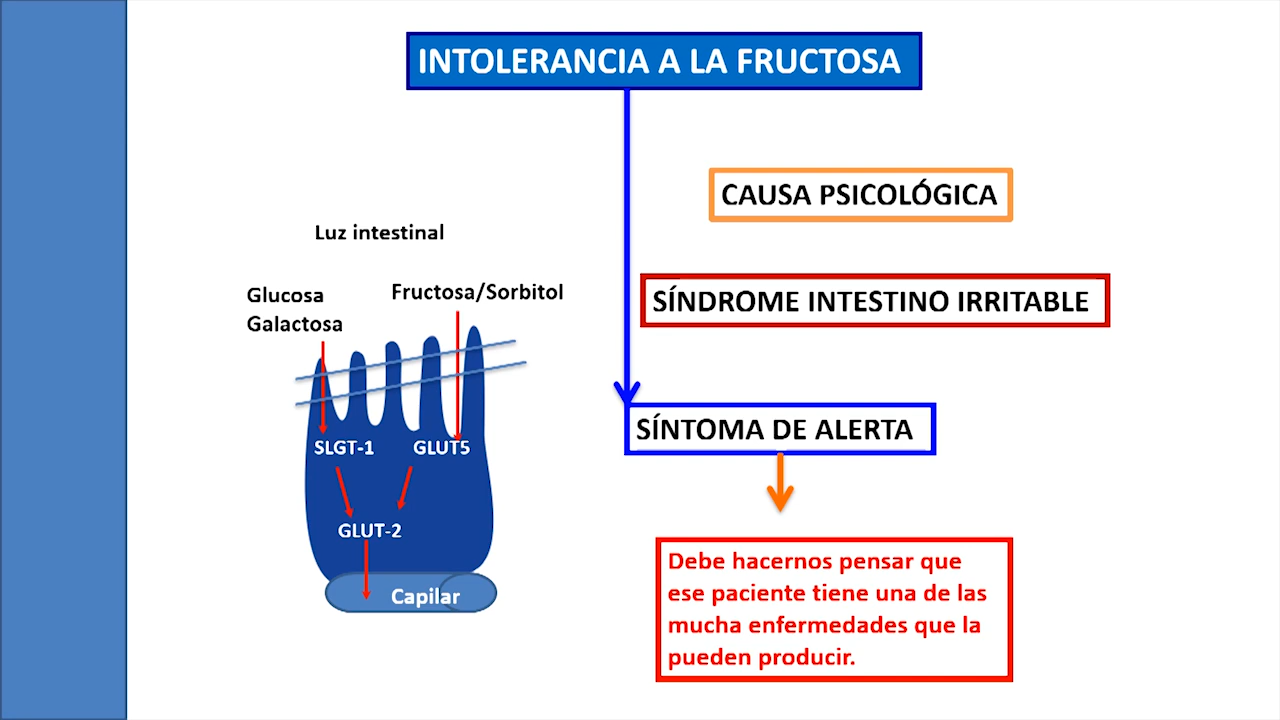 INTOLERANCIA A LA FRUCTOSA
CAUSA PSICOLÓGICA
Luz intestinal
Glucosa
Galactosa
Fructosa/Sorbitol
SÍNDROME INTESTINO IRRITABLE
SÍNTOMA DE ALERTA
SLGT-1
GLUT5
GLUT-2
Capilar
Debe hacernos pensar que
ese paciente tiene una de las
mucha enfermedades que la
pueden producir.